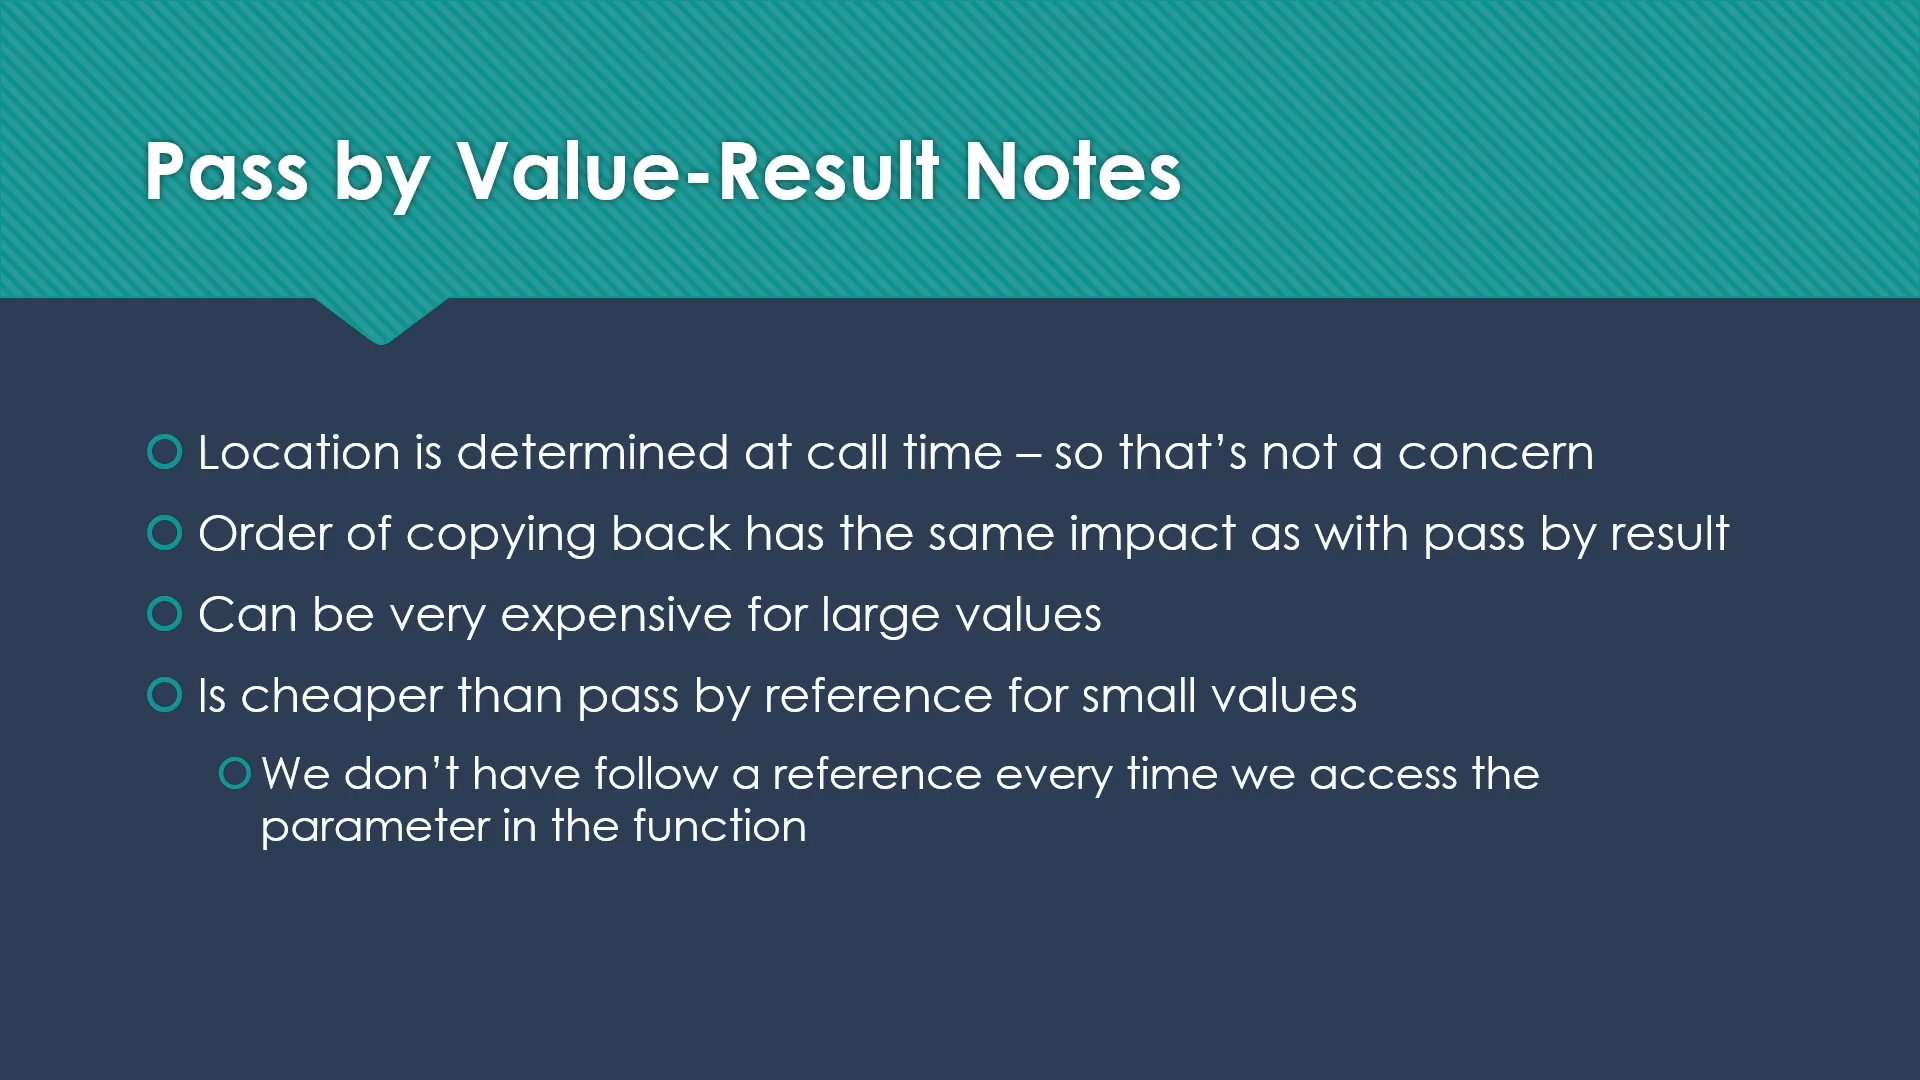 Pass by Value-Result Notes
Location is determined at call time – so that’s not a concern
Order of copying back has the same impact as with pass by result
Can be very expensive for large values
Is cheaper than pass by reference for small values
We don’t have follow a reference every time we access the
parameter in the function